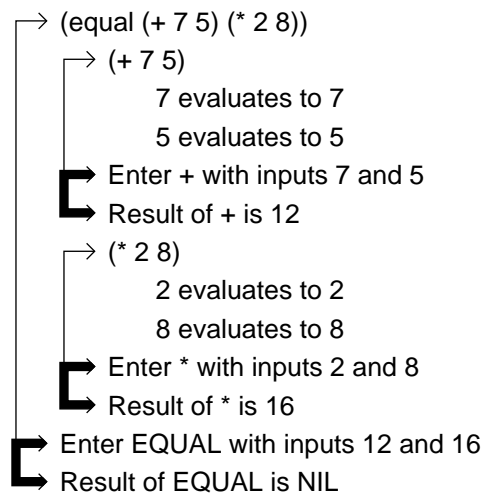 (equal (+ 7 5) (* 2 8))
(+ 7 5)
7 evaluates to 7
5 evaluates to 5
Enter + with inputs 7 and 5
Result of + is 12
(* 2 8)
2 evaluates to 2
8 evaluates to 8
Enter * with inputs 2 and 8
Result of * is 16
Enter EQUAL with inputs 12 and 16
Result of EQUAL is NIL